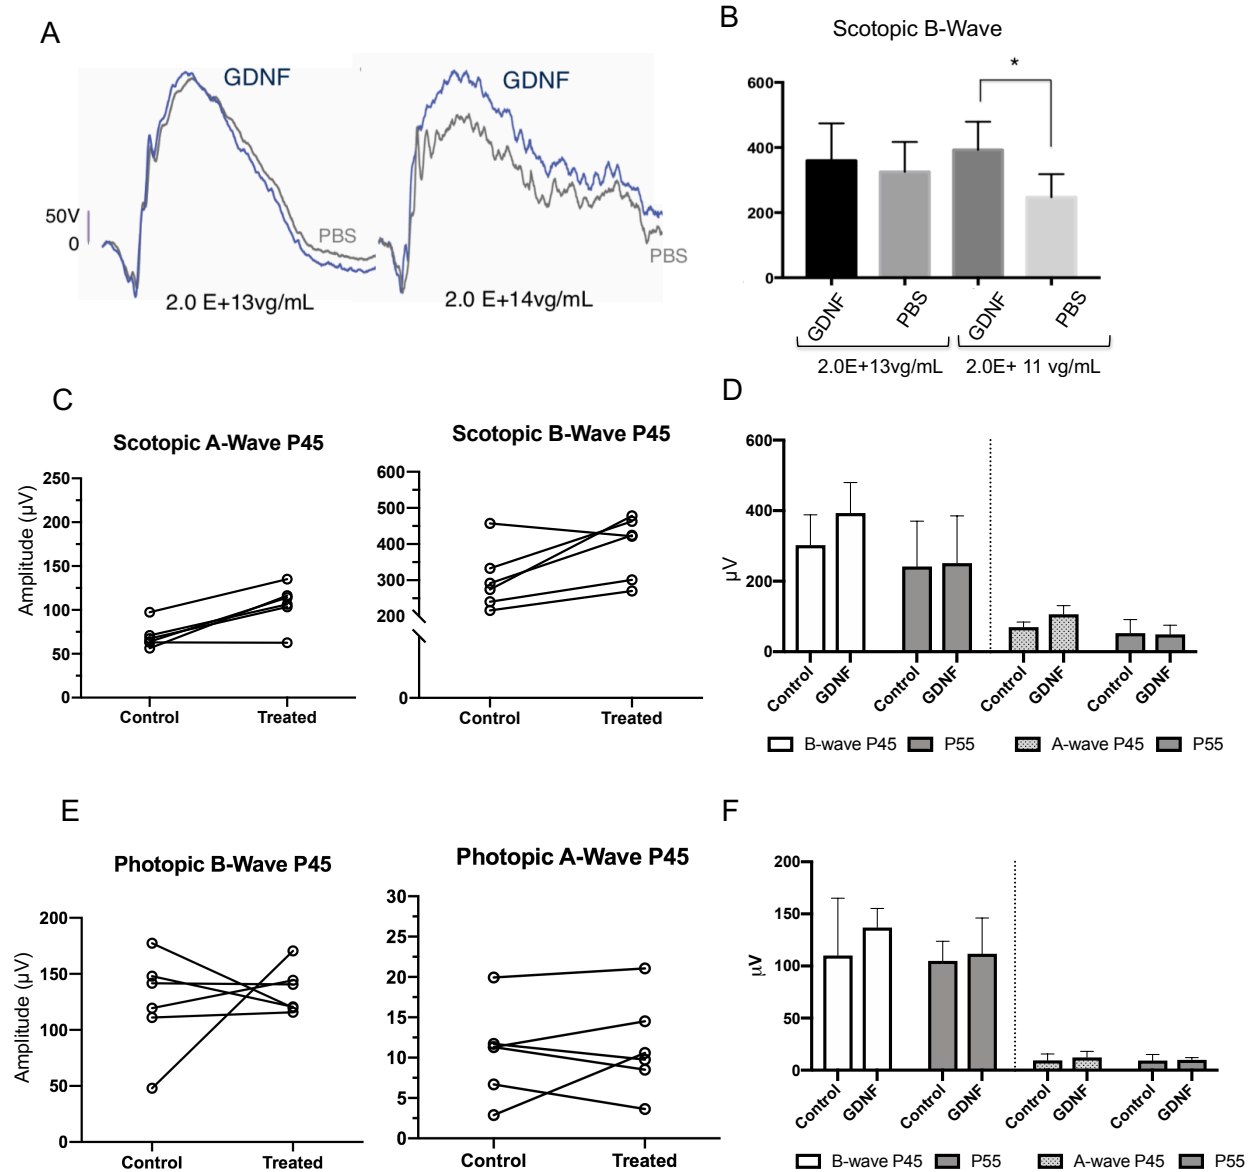 A
GDNF
GDNF
50V
0
PBS
PBS
2.0 E+13vg/mL
2.0 E+14vg/mL
B
Scotopic B-Wave
*
600
400
200
0
GDNF
PBS
GDNF
PBS
2.0E+13vg/mL
2.0E+ 11 vg/mL
C
Scotopic A-Wave P45
Amplitude (µV)
250
200
150
100
50
0
Control
Treated
Scotopic B-Wave P45
600
500
400
300
200
0
Control
Treated
D
µV
600
400
200
0
Control
GDNF
Control
GDNF
Control
GDNF
Control
GDNF
B-wave P45
P55
A-wave P45
P55
E
Photopic B-Wave P45
Amplitude (µV)
200
150
100
50
0
Control
Treated
Photopic A-Wave P45
30
25
20
15
10
5
0
Control
Treated
F
µV
200
150
100
50
0
Control
GDNF
Control
GDNF
Control
GDNF
Control
GDNF
B-wave P45
P55
A-wave P45
P55